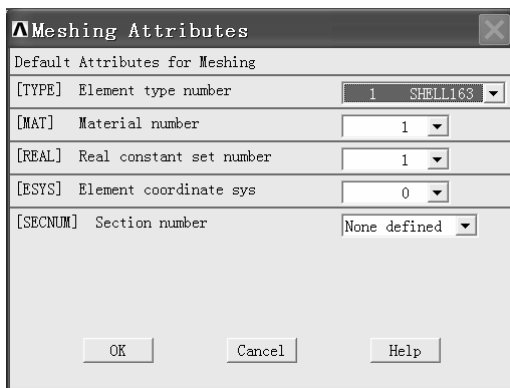 Meshing Attributes
Default Attributes for Meshing
[TYPE] Element type number 1 SHELL163
[MAT] Material number 1
[REAL] Real constant set number 1
[ESYS] Element coordinate sys 0
[SECNUM] Section number None defined
OK Cancel Help